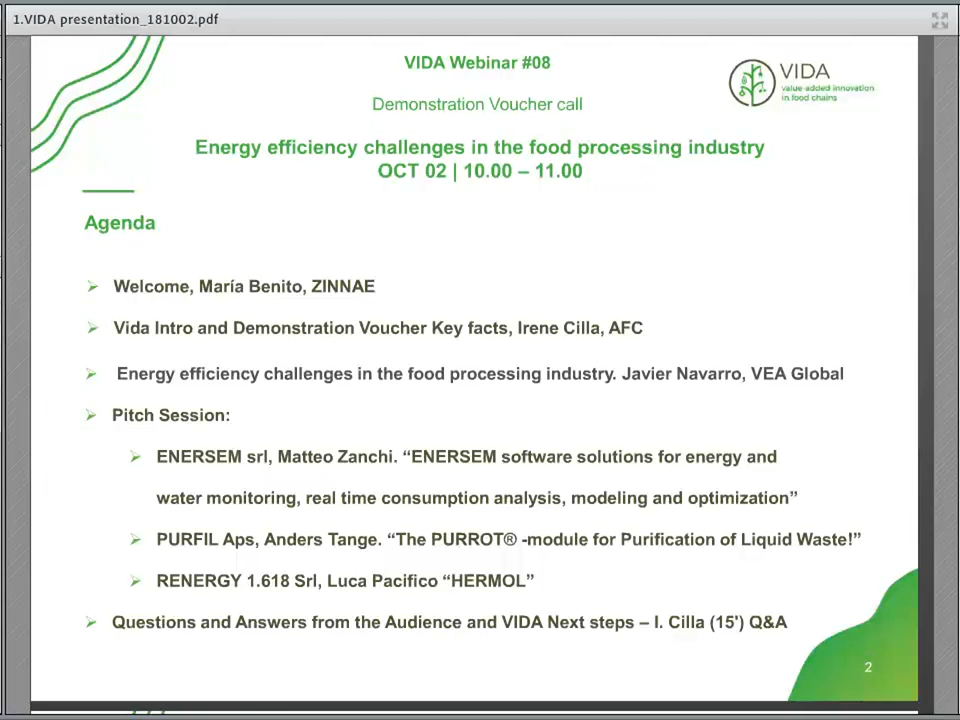 1.VIDA presentation_181002.pdf
VIDA Webinar #08
VIDA
value-added innovation
in food chains
Demonstration Voucher call
Energy efficiency challenges in the food processing industry
OCT 02 | 10.00 – 11.00
Agenda
Welcome, María Benito, ZINNAE
Vida Intro and Demonstration Voucher Key facts, Irene Cilla, AFC
Energy efficiency challenges in the food processing industry. Javier Navarro, VEA Global
Pitch Session:
ENERSEM srl, Matteo Zanchi. “ENERSEM software solutions for energy and
water monitoring, real time consumption analysis, modeling and optimization”
PURFIL Aps, Anders Tange. “The PURROT® -module for Purification of Liquid Waste!”
RENERGY 1.618 Srl, Luca Pacifico “HERMOL”
Questions and Answers from the Audience and VIDA Next steps – I. Cilla (15') Q&A
2